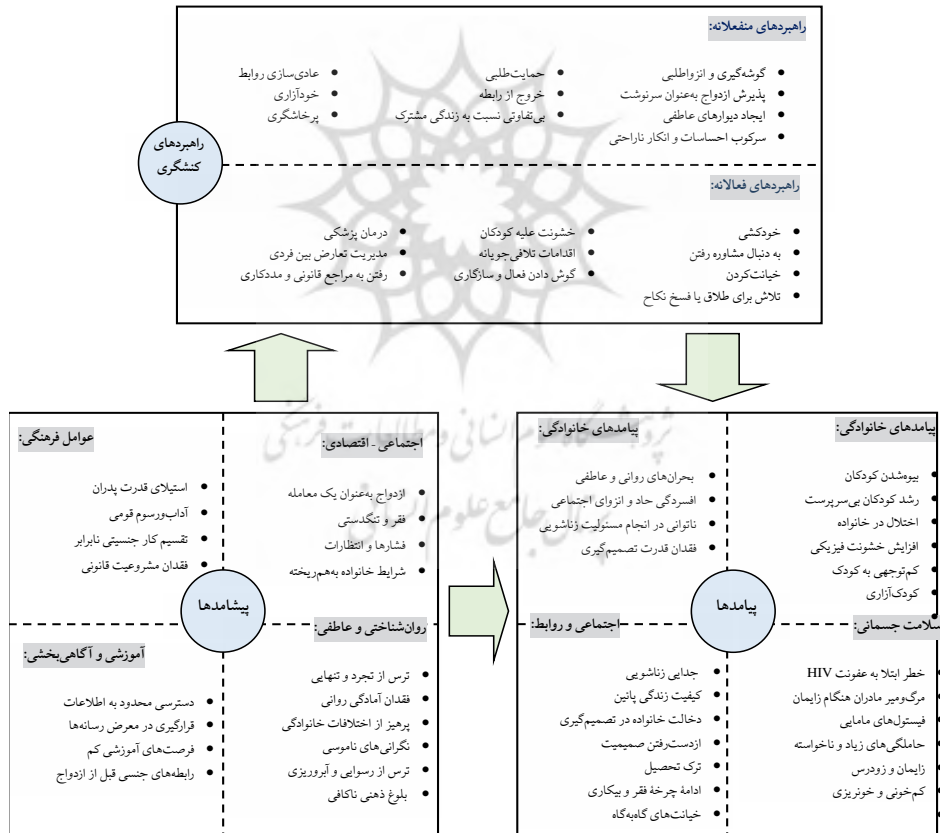 راهبردهای منفعلانه:
گوشه‌گیری و انزواطلبی
پذیرش ازدواج به‌عنوان سرنوشت
ایجاد دیوارهای عاطفی
سرکوب احساسات و انکار ناراحتی
حمایت‌طلبی
خروج از رابطه
بی‌تفاوتی نسبت به زندگی مشترک
عادی‌سازی روابط
خودآزاری
پرخاشگری
راهبردهای
کنشگری
راهبردهای فعالانه:
خودکشی
به دنبال مشاوره رفتن
خیانت‌کردن
تلاش برای طلاق یا فسخ نکاح
خشونت علیه کودکان
اقدامات تلافی‌جویانه
گوش دادن فعال و سازگاری
درمان پزشکی
مدیریت تعارض بین فردی
رفتن به مراجع قانونی و مددکاری
پیامدهای خانوادگی:
بیوه‌شدن کودکان
رشد کودکان بی‌سرپرست
اختلال در خانواده
افزایش خشونت فیزیکی
کم‌توجهی به کودک
کودک‌آزاری
پیامدهای خانوادگی:
بحران‌های روانی و عاطفی
افسردگی حاد و انزوای اجتماعی
ناتوانی در انجام مسئولیت زناشویی
فقدان قدرت تصمیم‌گیری
پیامدها
سلامت جسمانی:
خطر ابتلا به عفونت HIV
مرگ‌ومیر مادران هنگام زایمان
فیستول‌های مامایی
حاملگی‌های زیاد و ناخواسته
زایمان و زودرس
کم‌خونی و خونریزی
اجتماعی و روابط:
جدایی زناشویی
کیفیت زندگی پائین
دخالت خانواده در تصمیم‌گیری
ازدست‌رفتن صمیمیت
ترک تحصیل
ادامۀ چرخۀ فقر و بیکاری
خیانت‌های گاه‌به‌گاه
اجتماعی - اقتصادی:
ازدواج به‌عنوان یک معامله
فقر و تنگدستی
فشارها و انتظارات
شرایط خانواده به‌هم‌ریخته
عوامل فرهنگی:
استیلای قدرت پدران
آداب‌ورسوم قومی
تقسیم کار جنسیتی نابرابر
فقدان مشروعیت قانونی
پیشامدها
روان‌شناختی و عاطفی:
ترس از تجرد و تنهایی
فقدان آمادگی روانی
پرهیز از اختلافات خانوادگی
نگرانی‌های ناموسی
ترس از رسوایی و آبروریزی
بلوغ ذهنی ناکافی
آموزشی و آگاهی‌بخشی:
دسترسی محدود به اطلاعات
قرارگیری در معرض رسانه‌ها
فرصت‌های آموزشی کم
رابطه‌های جنسی قبل از ازدواج
پژوهشگاه علوم انسانی و مطالعات فرهنگی
پرتال جامع علوم انسانی